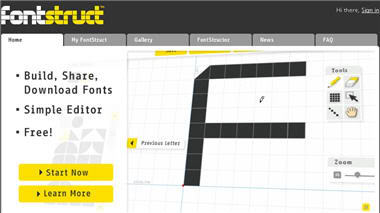 Fontstruct
Hi there, Sign in
Home
My FontStruct
Gallery
FontStructor
News
FAQ
• Build, Share,
Download Fonts
• Simple Editor
• Free!
Start Now
Learn More
Previous Letter
Tools
Zoom